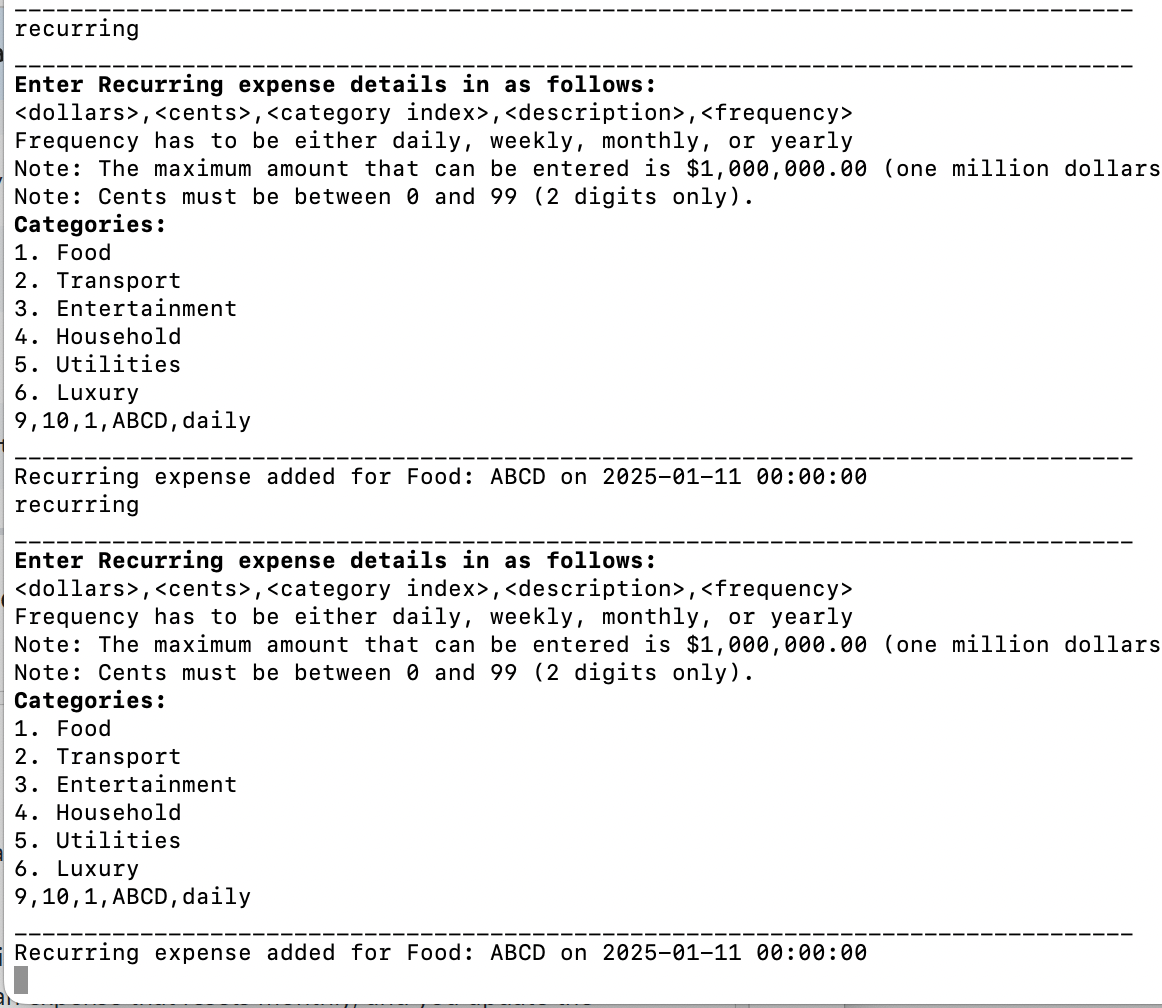 recurring
Enter Recurring expense details in as follows:
<dollars>,<cents>,<category index>,<description>,<frequency>
Frequency has to be either daily, weekly, monthly, or yearly
Note: The maximum amount that can be entered is $1,000,000.00 (one million dollars
Note: Cents must be between 0 and 99 (2 digits only).
Categories:
1. Food
2. Transport
3. Entertainment
4. Household
5. Utilities
6. Luxury
9,10,1,ABCD,daily
Recurring expense added for Food: ABCD on 2025-01-11 00:00:00
recurring
Enter Recurring expense details in as follows:
<dollars>,<cents>,<category index>,<description>,<frequency>
Frequency has to be either daily, weekly, monthly, or yearly
Note: The maximum amount that can be entered is $1,000,000.00 (one million dollars
Note: Cents must be between 0 and 99 (2 digits only).
Categories:
1. Food
2. Transport
3. Entertainment
4. Household
5. Utilities
6. Luxury
9,10,1,ABCD,daily
Recurring expense added for Food: ABCD on 2025-01-11 00:00:00